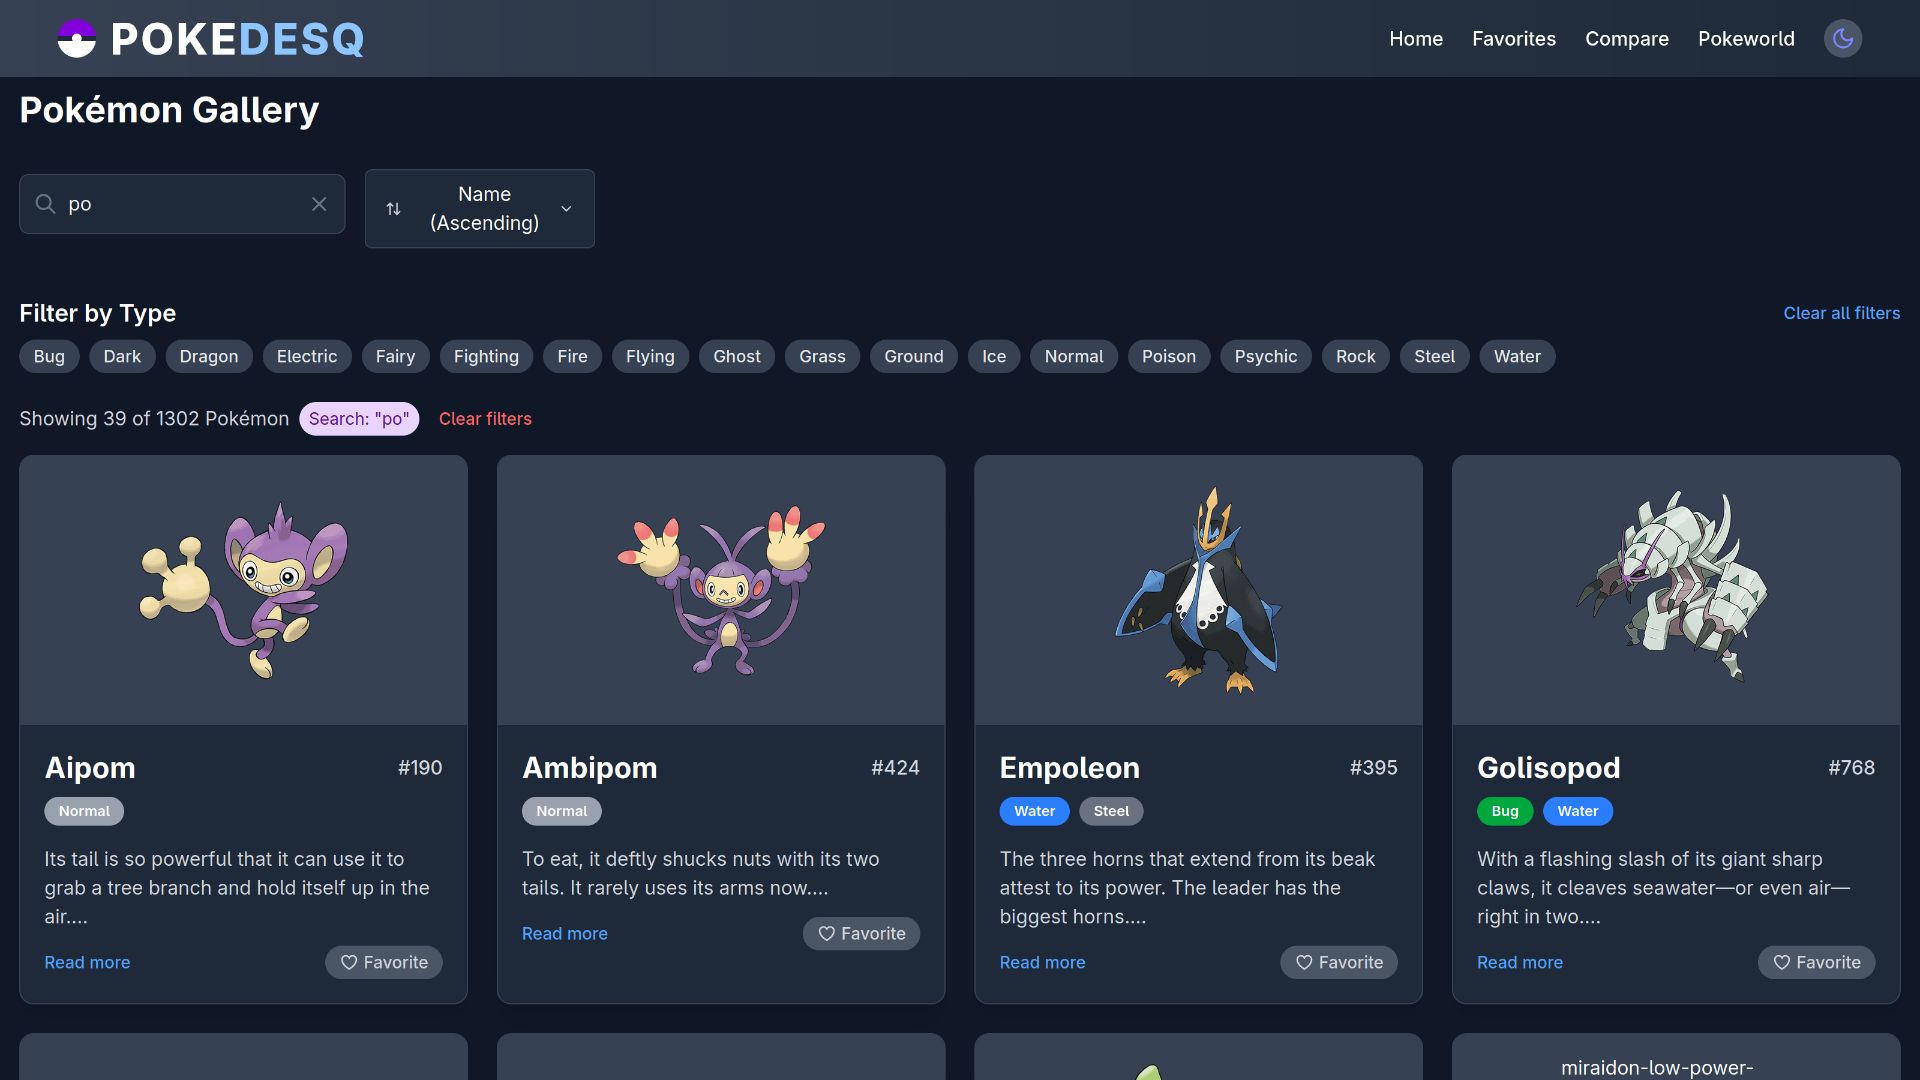 POKEDESQ
Home
Favorites
Compare
Pokeworld
Pokémon Gallery
po
Name
(Ascending)
Filter by Type
Clear all filters
Bug
Dark
Dragon
Electric
Fairy
Fighting
Fire
Flying
Ghost
Grass
Ground
Ice
Normal
Poison
Psychic
Rock
Steel
Water
Showing 39 of 1302 Pokémon
Search: "po"
Clear filters
Aipom
#190
Normal
Its tail is so powerful that it can use it to
grab a tree branch and hold itself up in the
air....
Read more
Favorite
Ambipom
#424
Normal
To eat, it deftly shucks nuts with its two
tails. It rarely uses its arms now....
Read more
Favorite
Empoleon
#395
Water
Steel
The three horns that extend from its beak
attest to its power. The leader has the
biggest horns....
Read more
Favorite
Golisopod
#768
Bug
Water
With a flashing slash of its giant sharp
claws, it cleaves seawater—or even air—
right in two....
Read more
Favorite
miraidon-low-power-